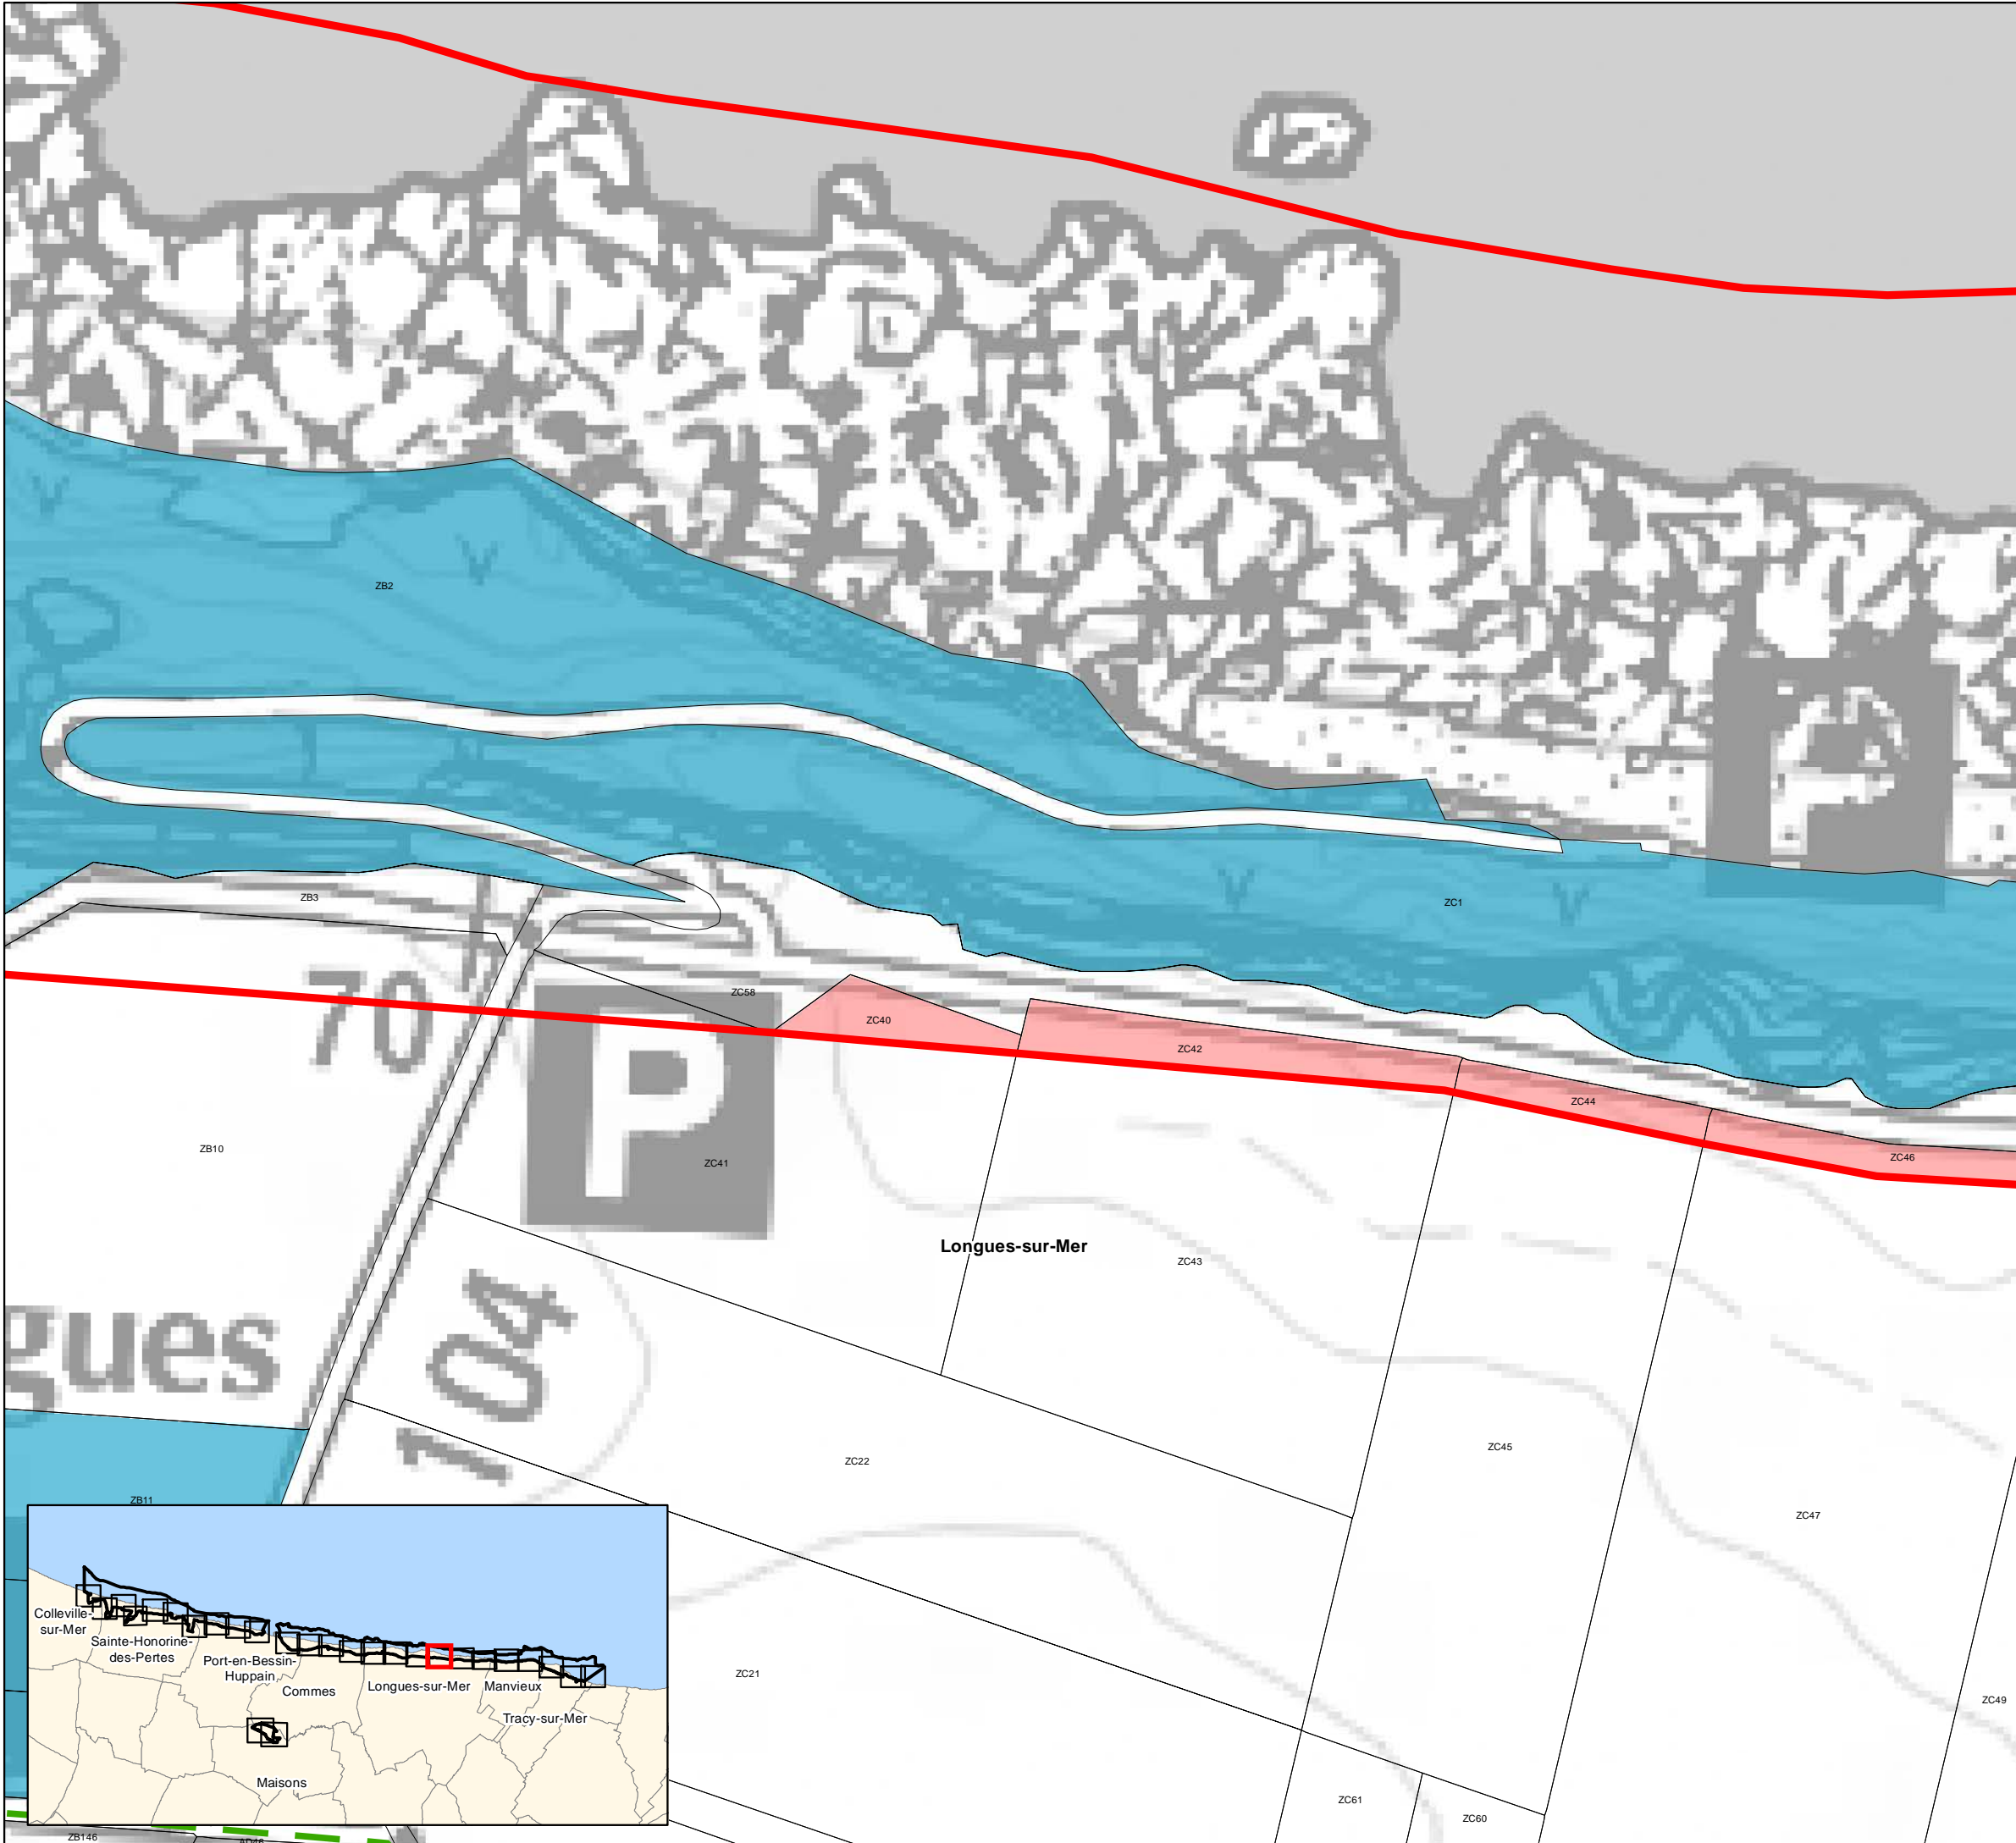 V
V
ZB2
V
V
P
ZC1
ZB3
70
ZC58
ZC40
ZC42
ZC44
ZC46
P
ZB10
ZC41
Longues-sur-Mer
ZC43
gues
104
ZC22
ZC45
ZB11
ZC47
Colleville-
sur-Mer
Sainte-Honorine-
des-Pertes
Port-en-Bessin-
Huppain
Commes
Longues-sur-Mer
Manvieux
Tracy-sur-Mer
Maisons
ZC21
ZC49
ZC61
ZC60
ZB146